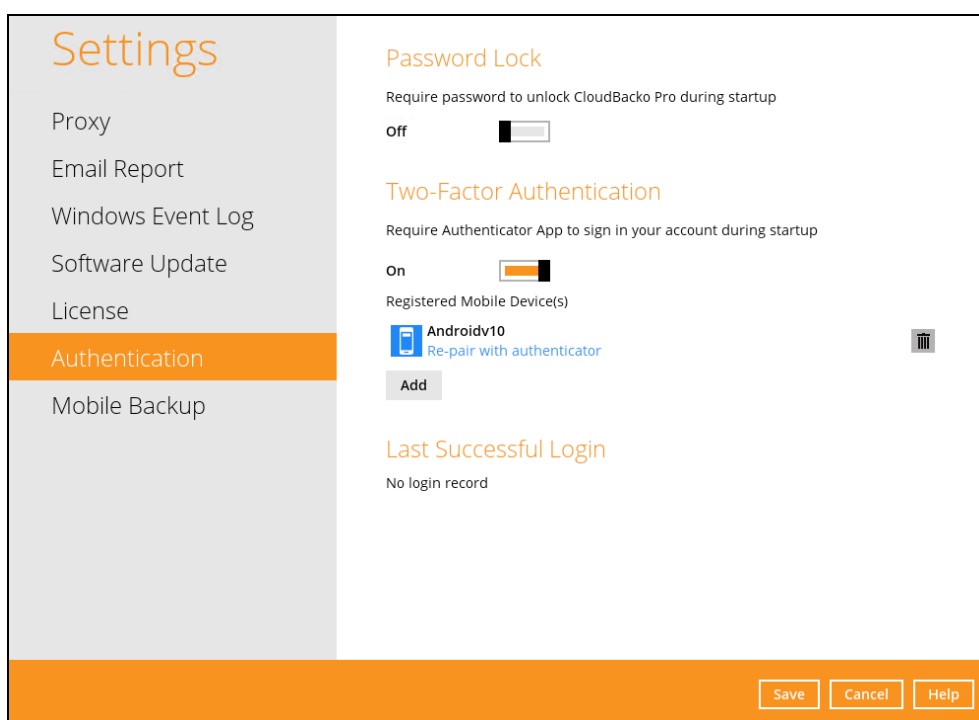 Settings
Proxy
Email Report
Windows Event Log
Software Update
License
Authentication
Mobile Backup
Password Lock
Require password to unlock CloudBacko Pro during startup
Off
Two-Factor Authentication
Require Authenticator App to sign in your account during startup
On
Registered Mobile Device(s)
Androidv10
Re-pair with authenticator
Add
Last Successful Login
No login record
Save Cancel Help